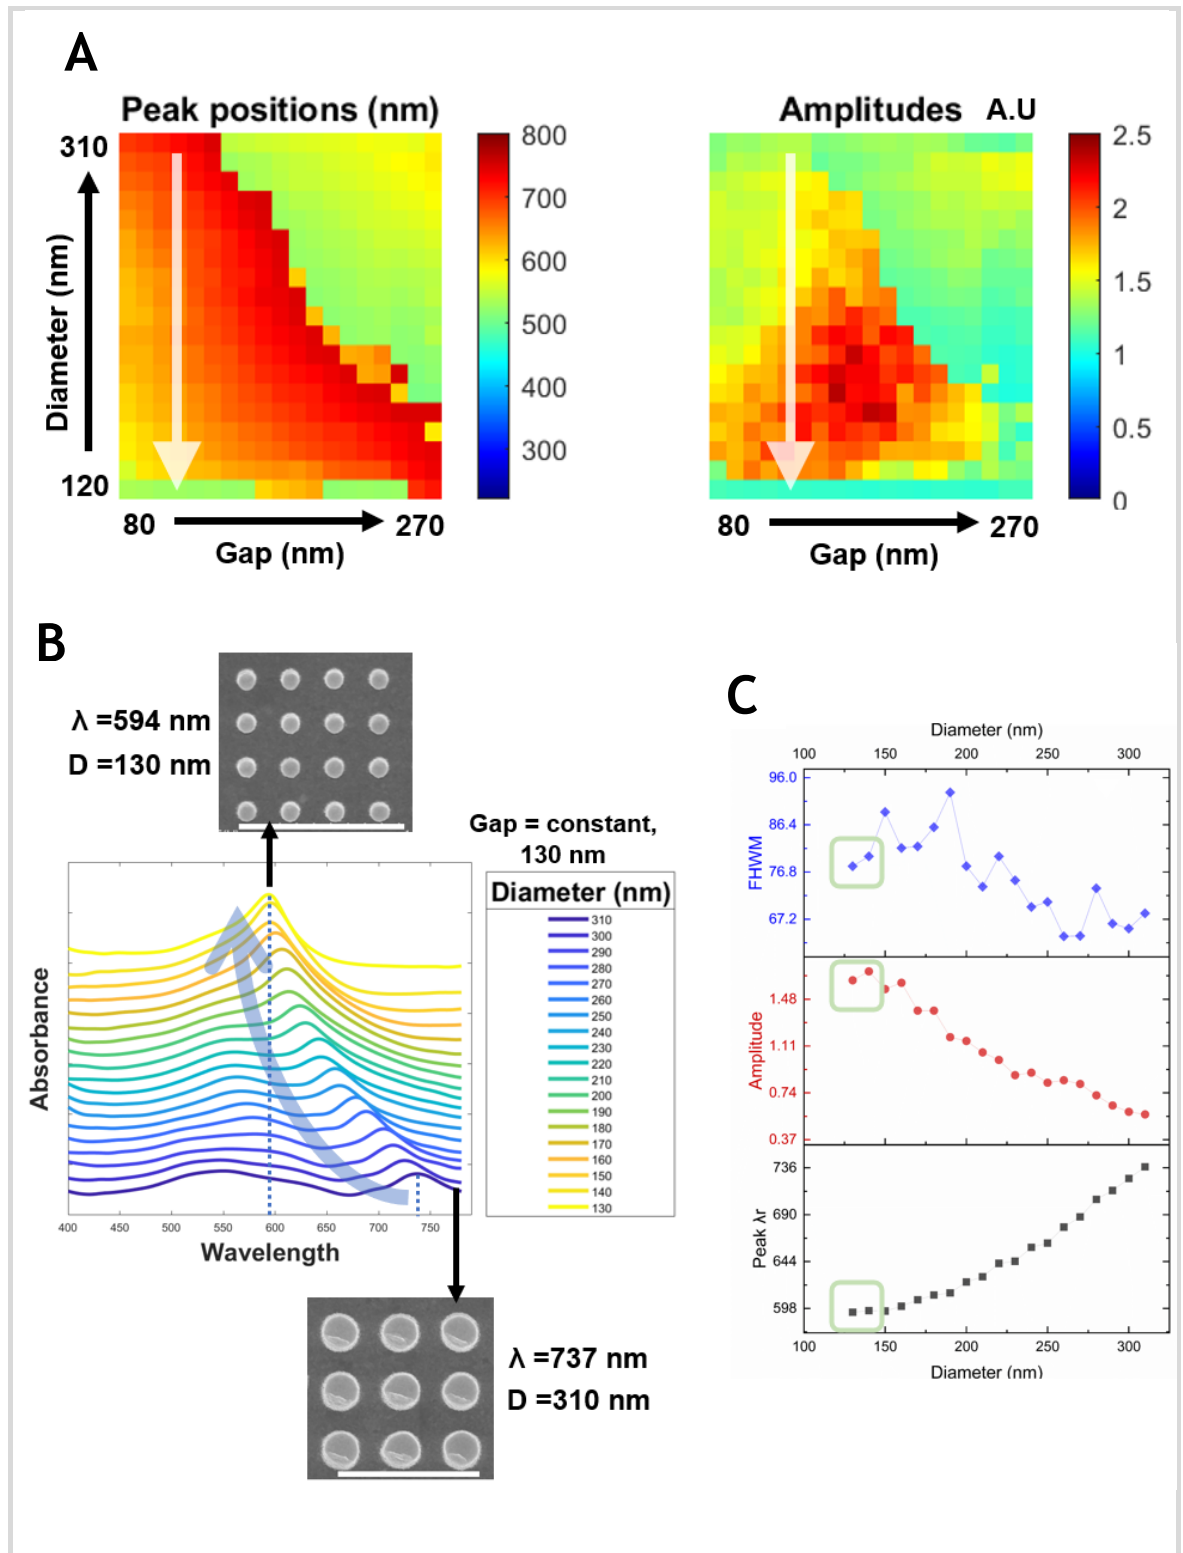 A
Peak positions (nm)
Amplitudes A.U
310
120
Diameter (nm)
80
270
Gap (nm)
800
700
600
500
400
300
80
270
Gap (nm)
2.5
2
1.5
1
0.5
0
B
λ =594 nm
D =130 nm
Gap = constant,
130 nm
Diameter (nm)
310
300
290
280
270
260
250
240
230
220
210
200
190
180
170
160
150
140
130
Absorbance
400 450 500 550 600 650 700 750
Wavelength
λ =737 nm
D =310 nm
C
Diameter (nm)
100 150 200 250 300
96.0
86.4
76.8
67.2
FHWM
1.48
1.11
0.74
0.37
Amplitude
736
690
644
598
Peak λr
100 150 200 250 300
Diameter (nm)